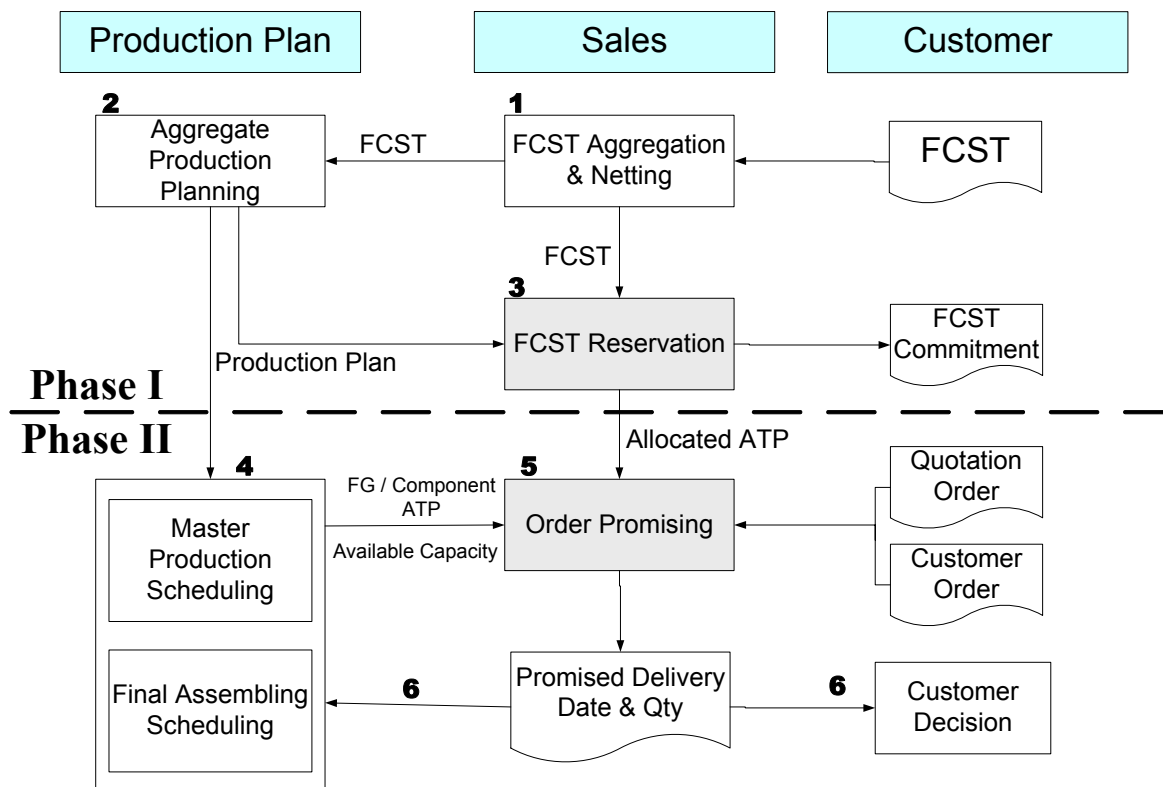 Production Plan
Sales
Customer
2
1
Aggregate
Production
Planning
FCST
FCST Aggregation
& Netting
FCST
FCST
3
FCST Reservation
FCST
Commitment
Production Plan
Phase I
Phase II
Allocated ATP
4
5
FG / Component
ATP
Available Capacity
Order Promising
Quotation
Order
Customer
Order
Master
Production
Scheduling
Final Assembling
Scheduling
6
Promised Delivery
Date & Qty
6
Customer
Decision